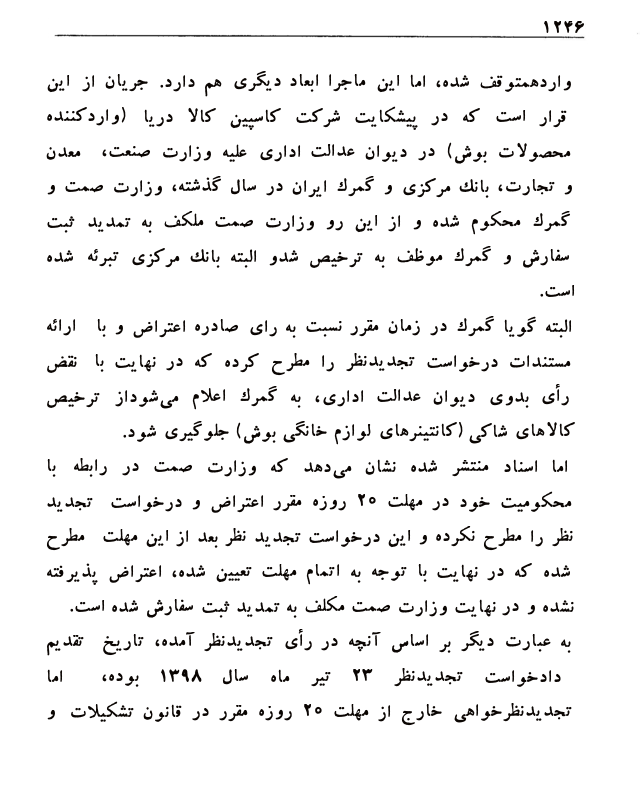 ۱۲۴۶
واردهمتوقف شده، اما این ماجرا ابعاد دیگری هم دارد. جریان از این
قرار است که در پیشکایت شرکت کاسپین کالا دریا (واردکننده
محصولات بوش) در دیوان عدالت اداری علیه وزارت صنعت، معدن
و تجارت، بانك مرکزی و گمرك ایران در سال گذشته، وزارت صمت و
گمرك محکوم شده و از این رو وزارت صمت ملکف به تمدید ثبت
سفارش و گمرك موظف به ترخیص شدو البته بانك مرکزی تبرئه شده
است.
البته گویا گمرك در زمان مقرر نسبت به رای صادره اعتراض و با ارائه
مستندات درخواست تجدیدنظر را مطرح کرده که در نهایت با نقض
رأی بدوی دیوان عدالت اداری، به گمرك اعلام می‌شوداز ترخیص
کالاهای شاکی (کانتینرهای لوازم خانگی بوش) جلوگیری شود.
اما اسناد منتشر شده نشان می‌دهد که وزارت صمت در رابطه با
محکومیت خود در مهلت ۲۰ روزه مقرر اعتراض و درخواست تجدید
نظر را مطرح نکرده و این درخواست تجدید نظر بعد از این مهلت مطرح
شده که در نهایت با توجه به اتمام مهلت تعیین شده، اعتراض پذیرفته
نشده و در نهایت وزارت صمت مکلف به تمدید ثبت سفارش شده است.
به عبارت دیگر بر اساس آنچه در رأی تجدیدنظر آمده، تاریخ تقدیم
دادخواست تجدیدنظر ۲۳ تیر ماه سال ۱۳۹۸ بوده، اما
تجدیدنظرخواهی خارج از مهلت ۲۰ روزه مقرر در قانون تشکیلات و